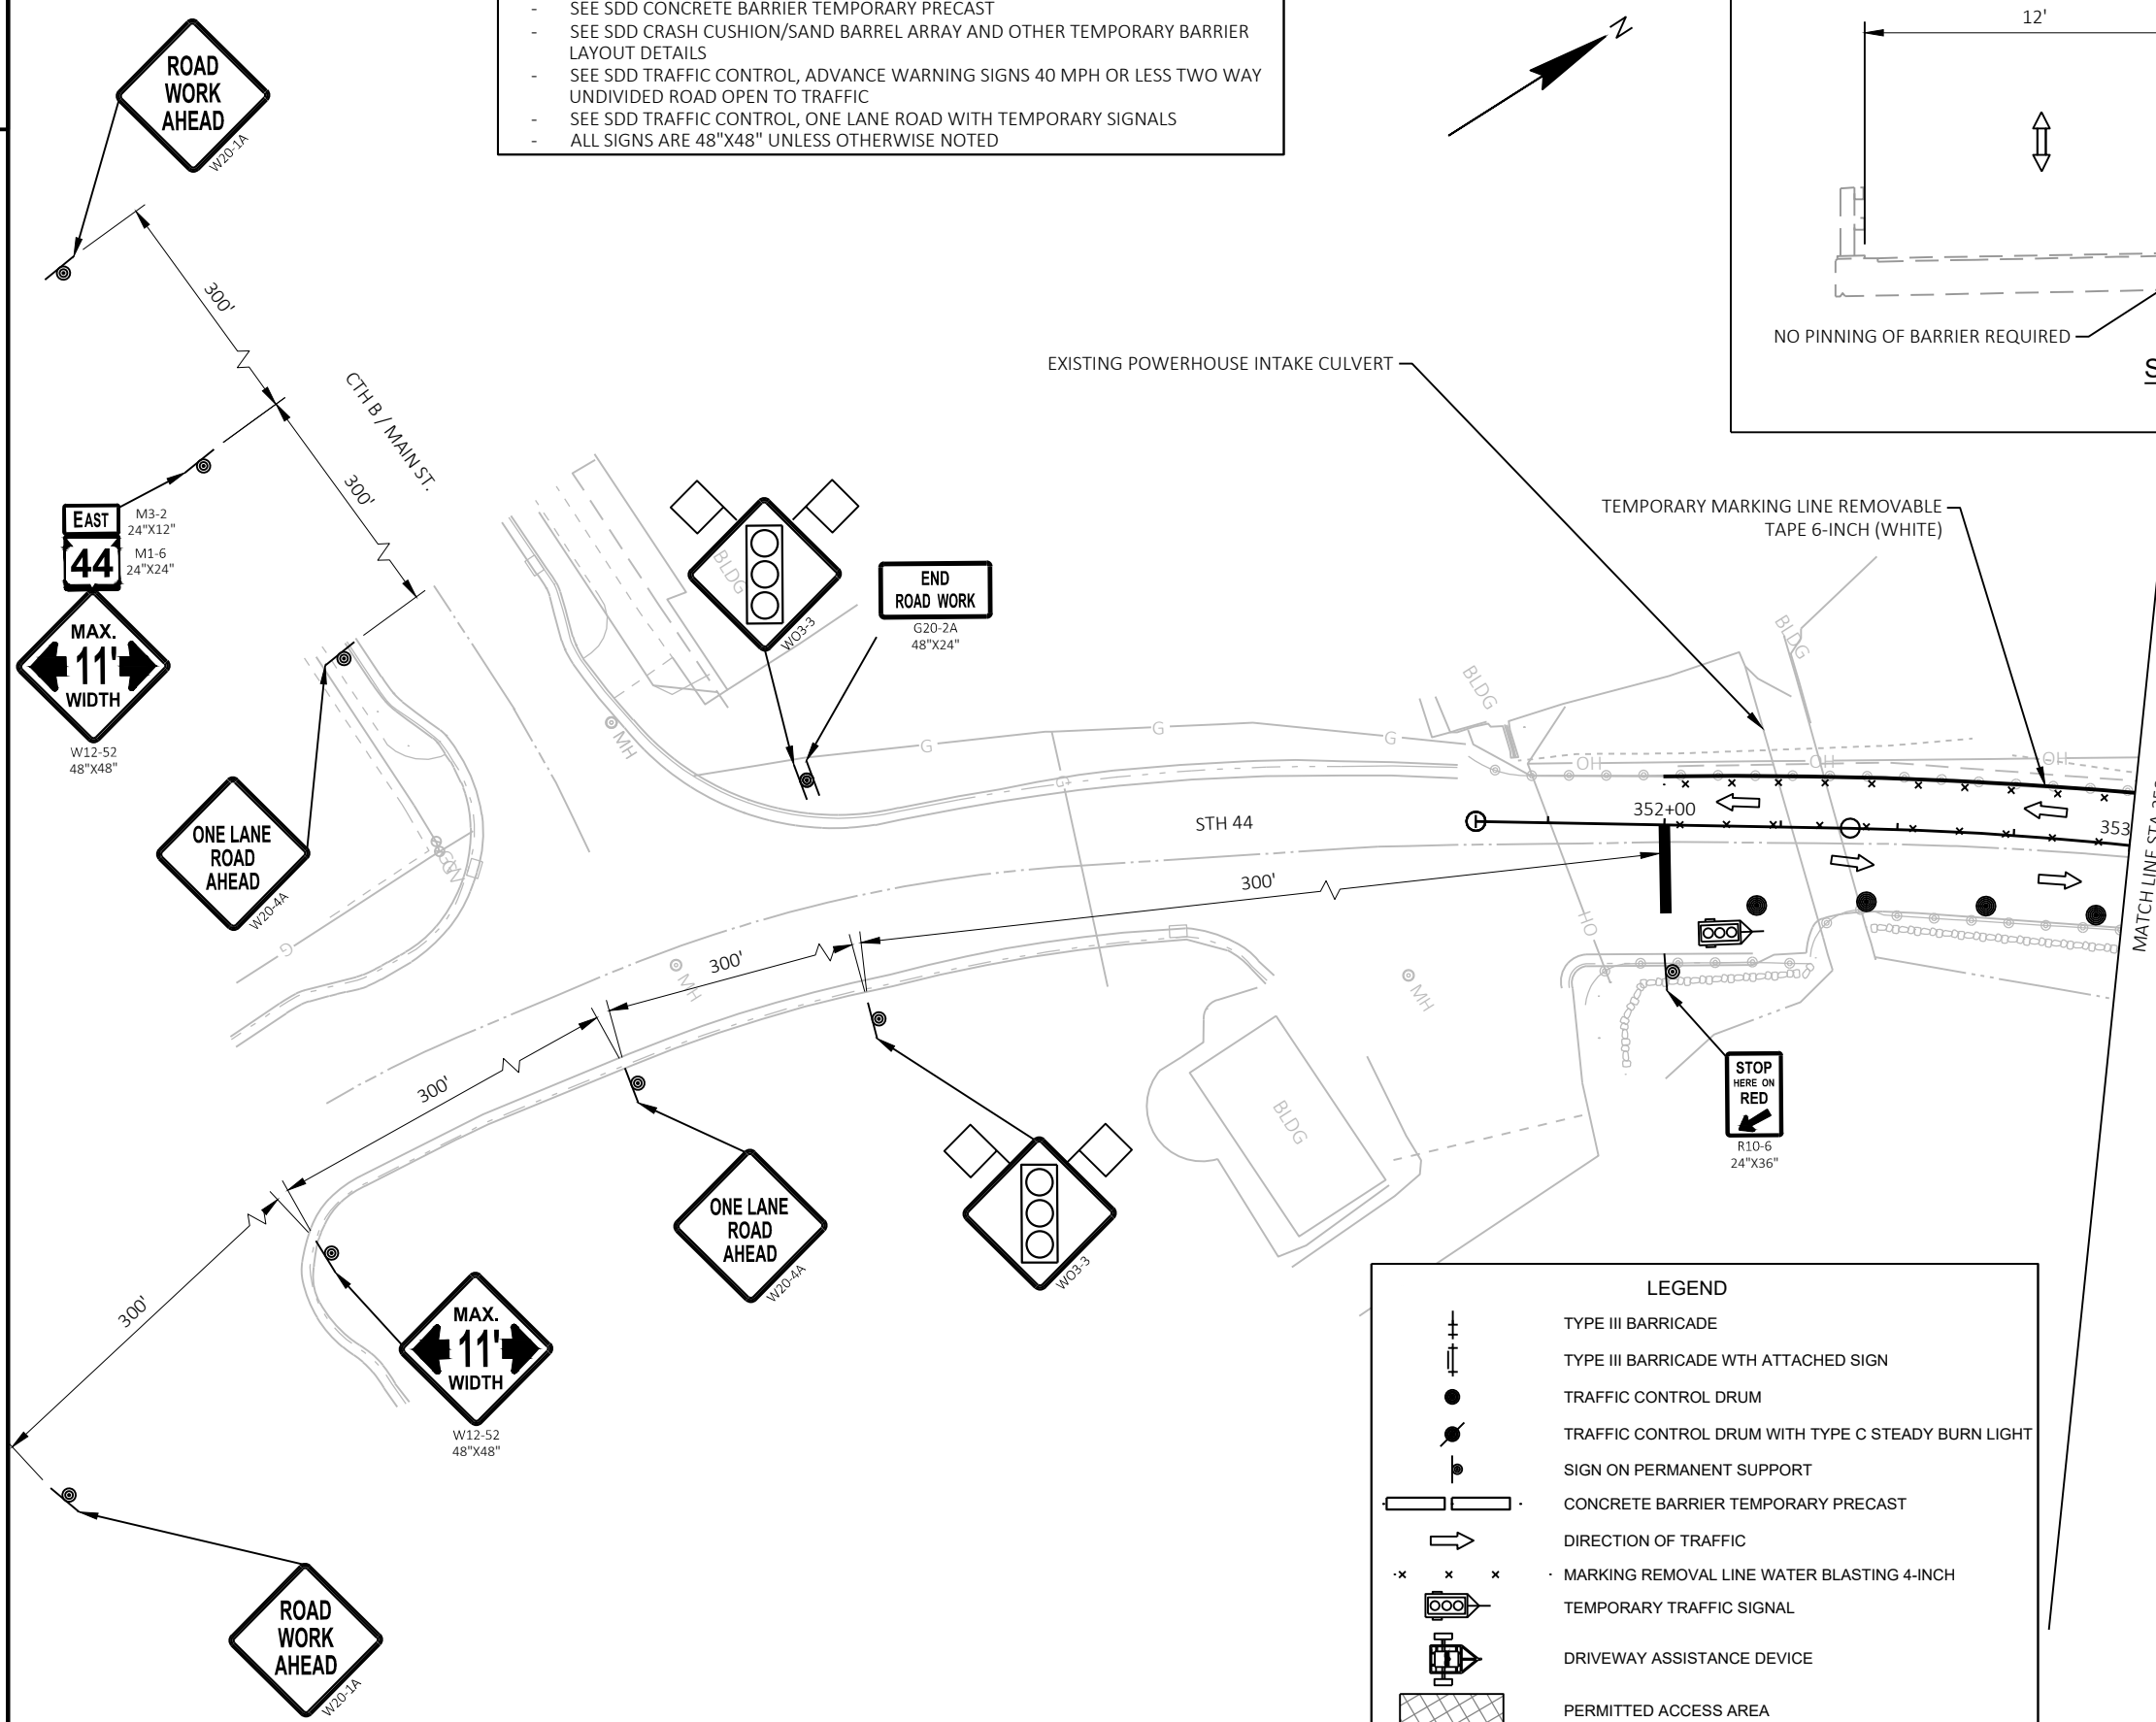 - SEE SDD CONCRETE BARRIER TEMPORARY PRECAST
- SEE SDD CRASH CUSHION/SAND BARREL ARRAY AND OTHER TEMPORARY BARRIER
LAYOUT DETAILS
- SEE SDD TRAFFIC CONTROL, ADVANCE WARNING SIGNS 40 MPH OR LESS TWO WAY
UNDIVIDED ROAD OPEN TO TRAFFIC
- SEE SDD TRAFFIC CONTROL, ONE LANE ROAD WITH TEMPORARY SIGNALS
- ALL SIGNS ARE 48"X48" UNLESS OTHERWISE NOTED
N
12'
NO PINNING OF BARRIER REQUIRED
S
ROAD
WORK
AHEAD
W20-1A
300'
CTH B / MAIN ST.
300'
EAST
M3-2
24"X12"
44
M1-6
24"X24"
MAX.
11'
WIDTH
W12-52
48"X48"
ONE LANE
ROAD
AHEAD
W20-4A
BLDG
WO3-3
END
ROAD WORK
G20-2A
48"X24"
EXISTING POWERHOUSE INTAKE CULVERT
TEMPORARY MARKING LINE REMOVABLE
TAPE 6-INCH (WHITE)
BLDG
BLDG
MH
G
G
G
G
G
GW
OH
OH
OH
OH
STH 44
352+00
353
MATCH LINE STA
300'
300'
MH
MH
300'
300'
STOP
HERE ON
RED
R10-6
24"X36"
BLDG
WO3-3
ONE LANE
ROAD
AHEAD
W20-4A
MAX.
11'
WIDTH
W12-52
48"X48"
ROAD
WORK
AHEAD
W20-1A
LEGEND
TYPE III BARRICADE
TYPE III BARRICADE WTH ATTACHED SIGN
TRAFFIC CONTROL DRUM
TRAFFIC CONTROL DRUM WITH TYPE C STEADY BURN LIGHT
SIGN ON PERMANENT SUPPORT
CONCRETE BARRIER TEMPORARY PRECAST
DIRECTION OF TRAFFIC
MARKING REMOVAL LINE WATER BLASTING 4-INCH
TEMPORARY TRAFFIC SIGNAL
DRIVEWAY ASSISTANCE DEVICE
PERMITTED ACCESS AREA